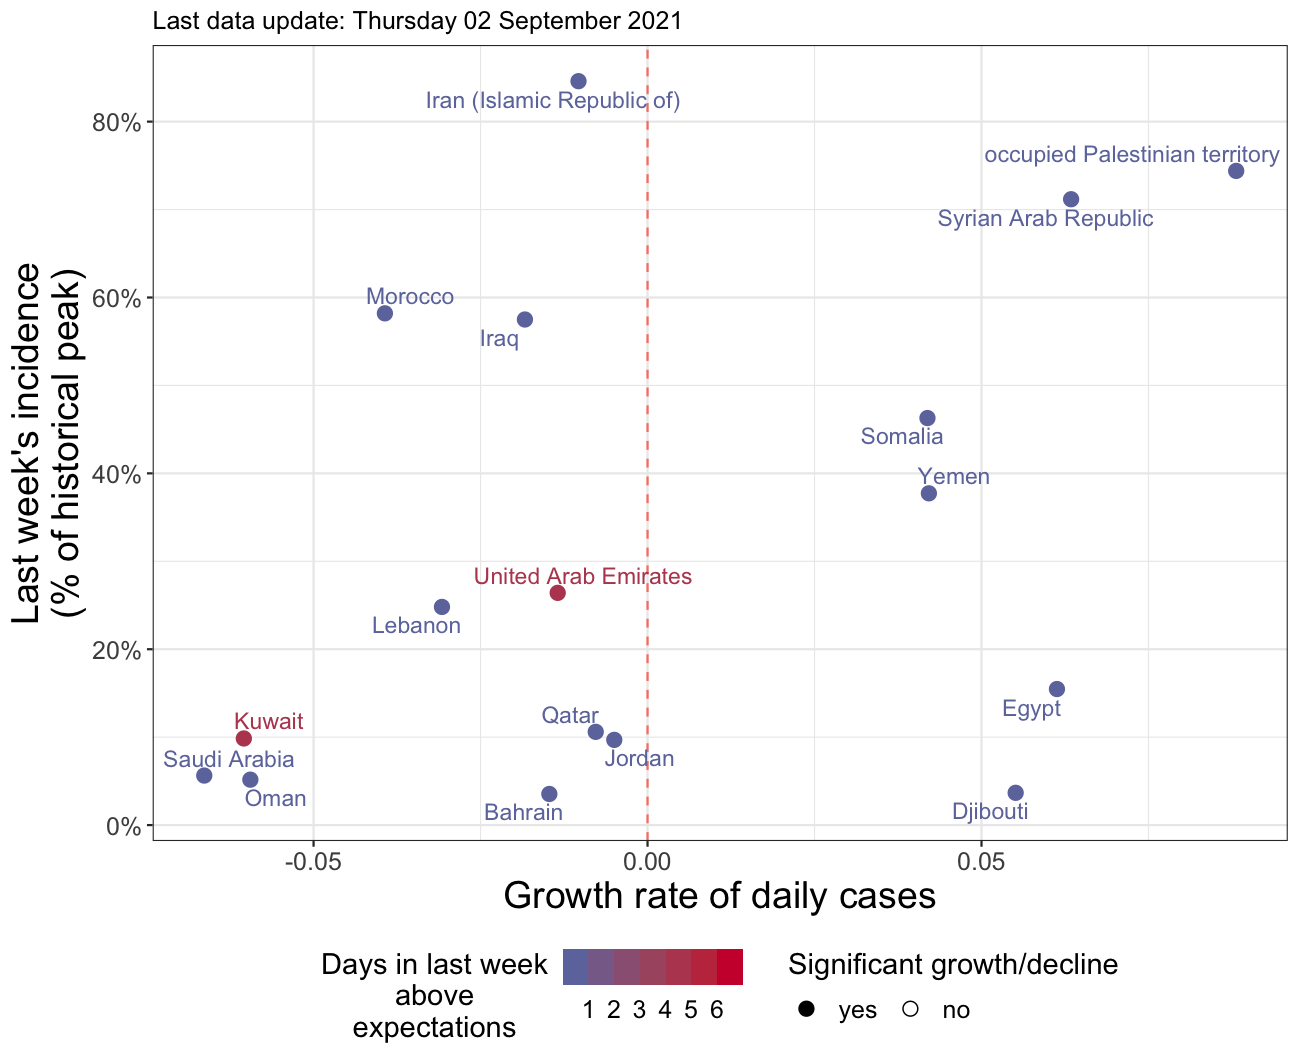 Last data update: Thursday 02 September 2021
Iran (Islamic Republic of)
80%
occupied Palestinian territory
Syrian Arab Republic
Morocco
60%
Iraq
Last week's incidence
(% of historical peak)
Somalia
40%
Yemen
United Arab Emirates
Lebanon
20%
Egypt
Qatar
Kuwait
Jordan
Saudi Arabia
Oman
Bahrain
Djibouti
0%
-0.05 0.00 0.05
Growth rate of daily cases
Days in last week
above
expectations
1 2 3 4 5 6
Significant growth/decline
yes no